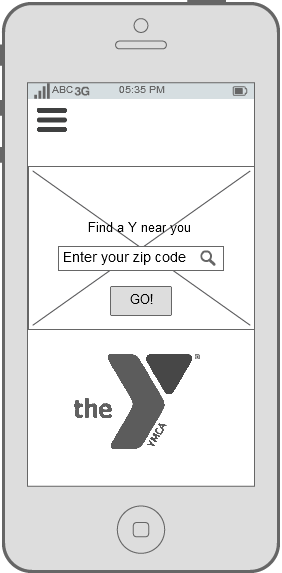 ABC 3G 05:35 PM
Find a Y near you
Enter your zip code
GO!
the Y®
YMCA